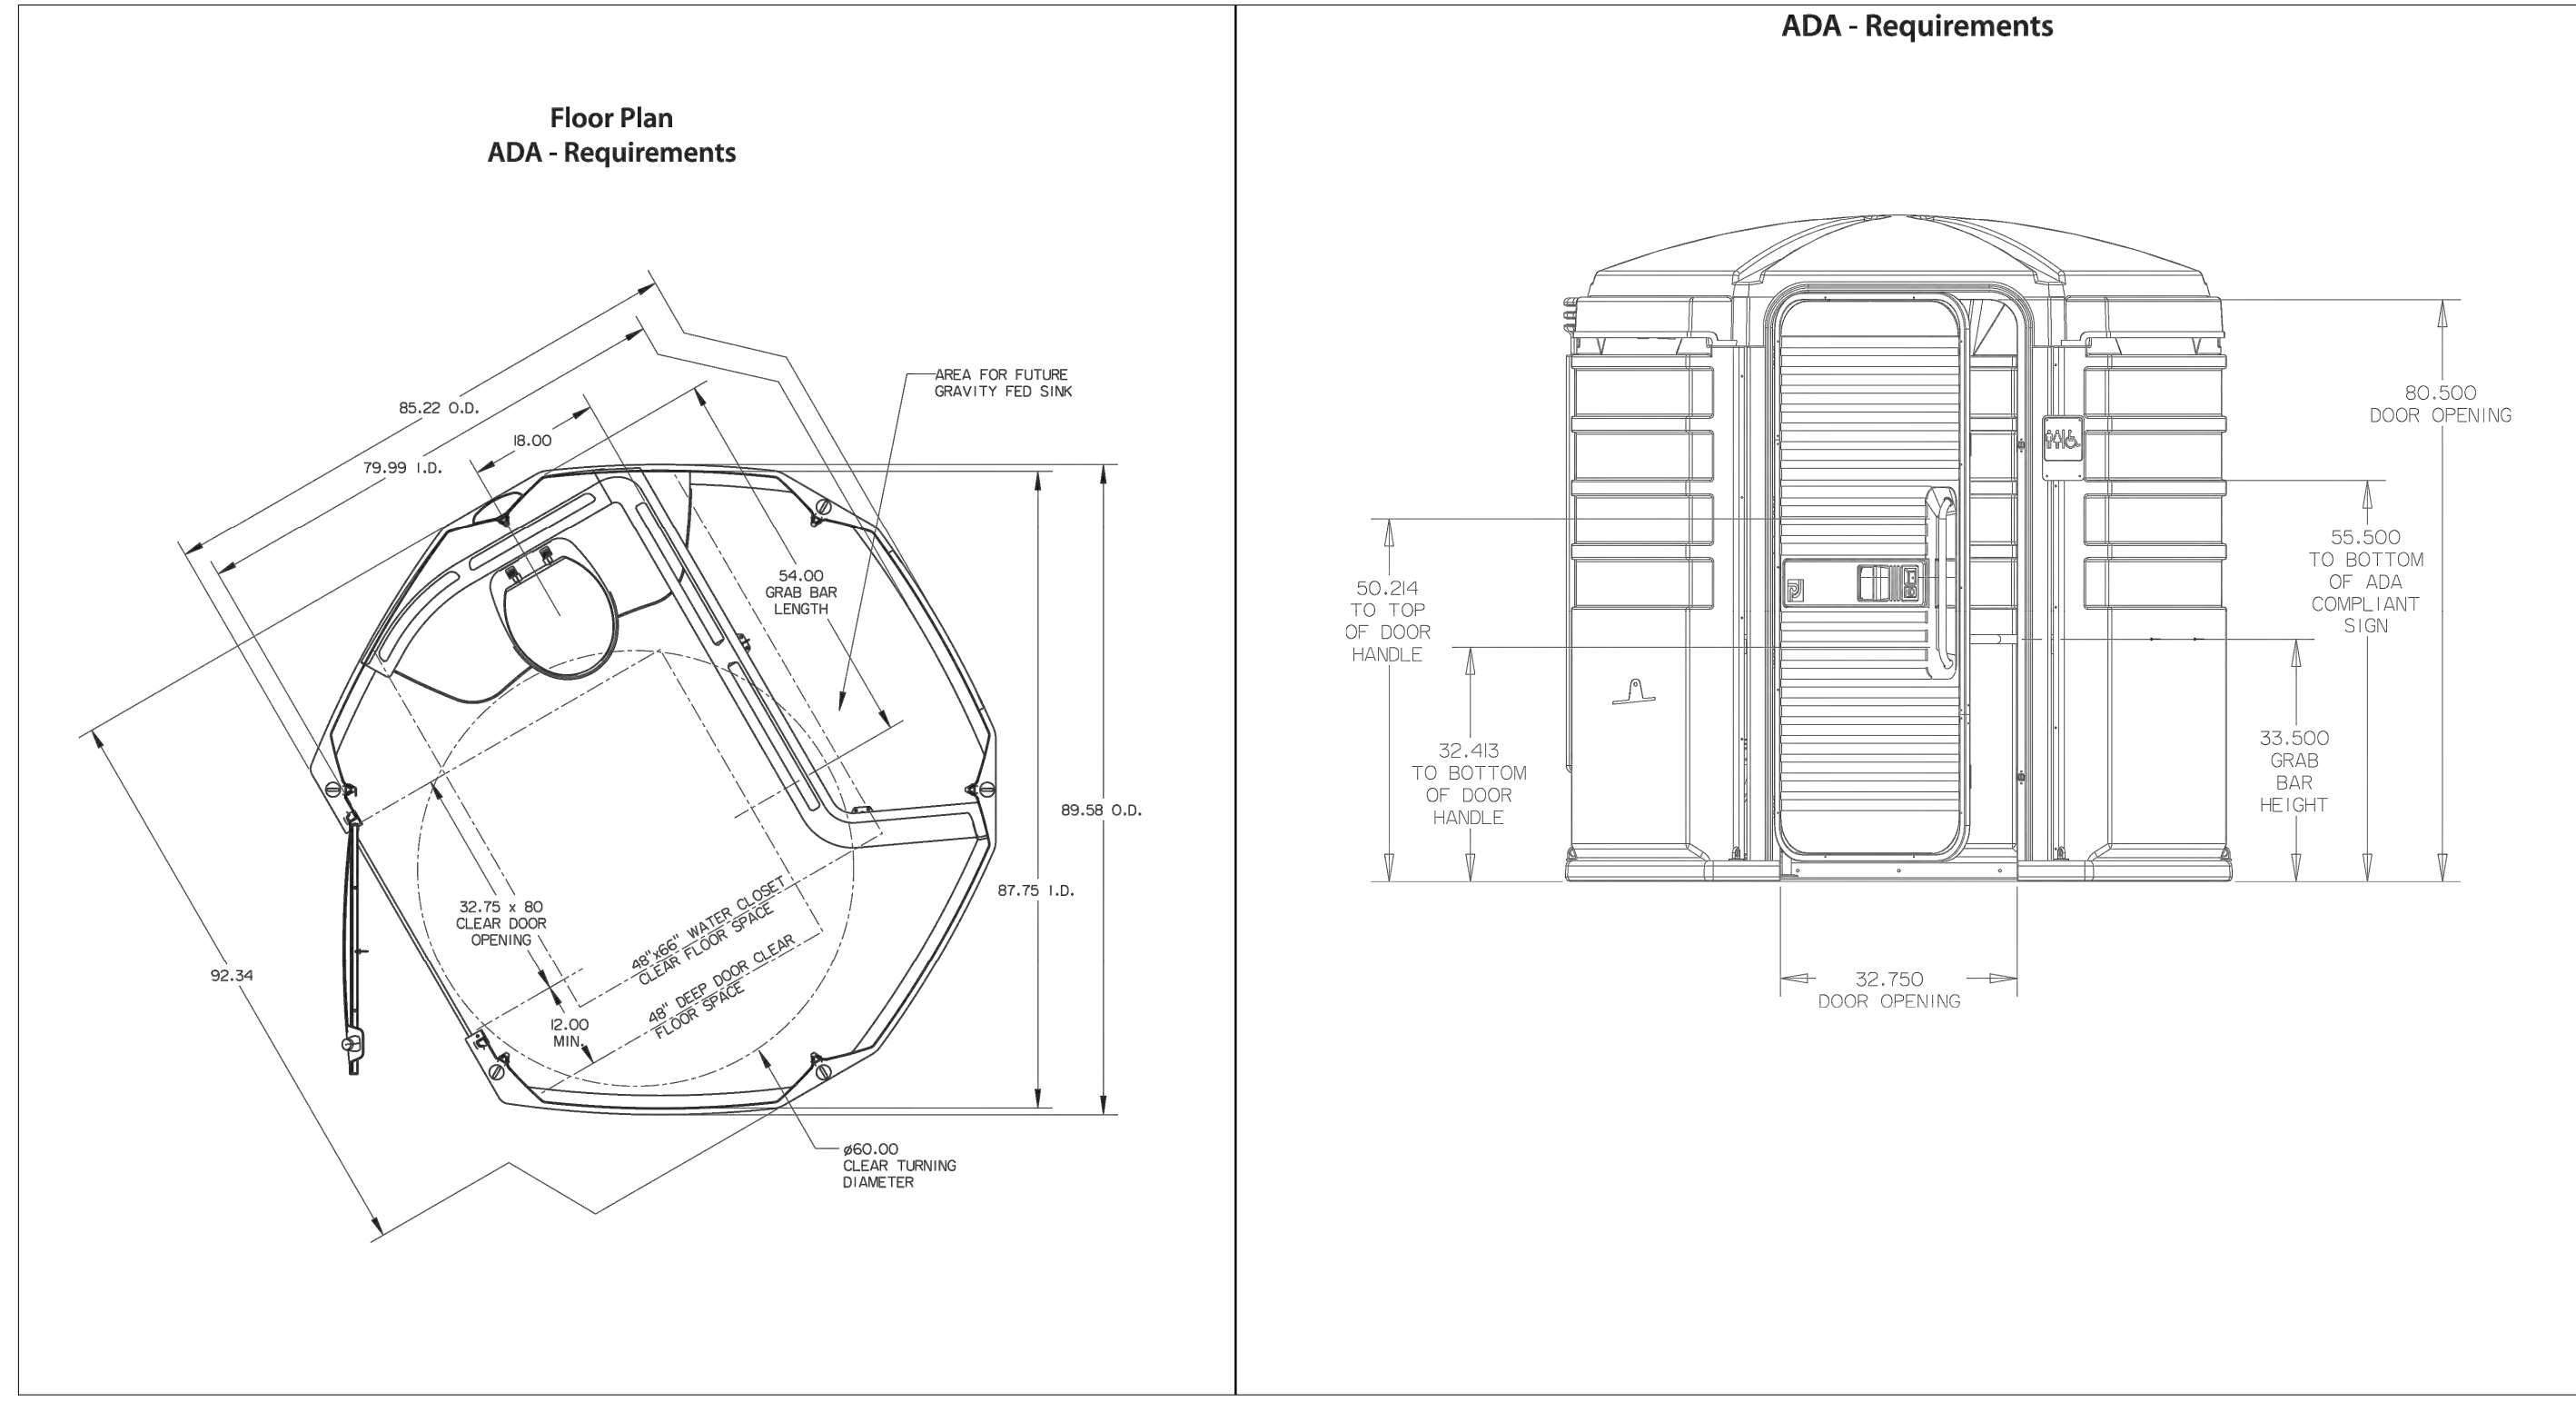 Floor Plan
ADA - Requirements
85.22 O.D.
79.99 I.D.
18.00
AREA FOR FUTURE
GRAVITY FED SINK
54.00
GRAB BAR
LENGTH
89.58 O.D.
87.75 I.D.
32.75 x 80
CLEAR DOOR
OPENING
48"x66" WATER CLOSET
CLEAR FLOOR SPACE
48" DEEP DOOR CLEAR
FLOOR SPACE
92.34
12.00
MIN.
ø60.00
CLEAR TURNING
DIAMETER
ADA - Requirements
80.500
DOOR OPENING
55.500
TO BOTTOM
OF ADA
COMPLIANT
SIGN
50.214
TO TOP
OF DOOR
HANDLE
32.413
TO BOTTOM
OF DOOR
HANDLE
33.500
GRAB
BAR
HEIGHT
32.750
DOOR OPENING